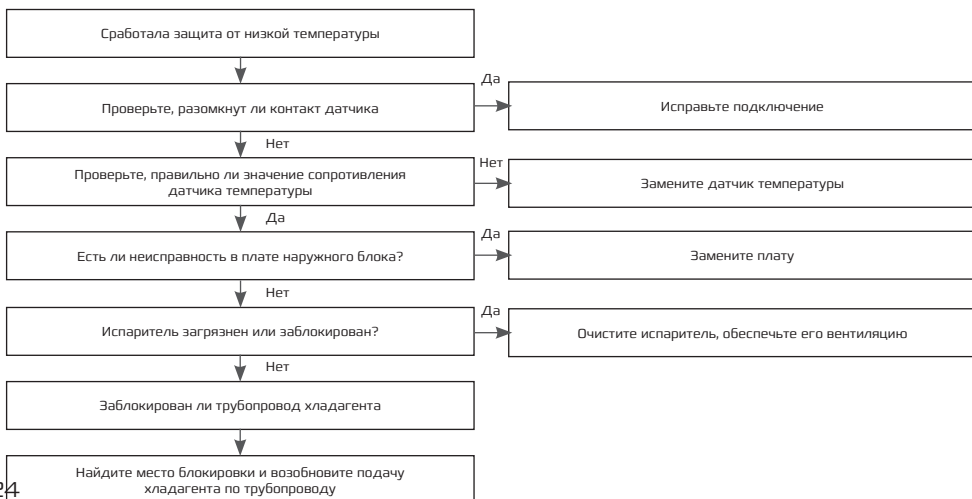 Сработала защита от низкой температуры
Да
Проверьте, разомкнут ли контакт датчика
Исправьте подключение
Нет
Нет
Проверьте, правильно ли значение сопротивления
датчика температуры
Замените датчик температуры
Да
Да
Есть ли неисправность в плате наружного блока?
Замените плату
Нет
Да
Испаритель загрязнен или заблокирован?
Очистите испаритель, обеспечьте его вентиляцию
Нет
Заблокирован ли трубопровод хладагента
Найдите место блокировки и возобновите подачу
хладагента по трубопроводу
24